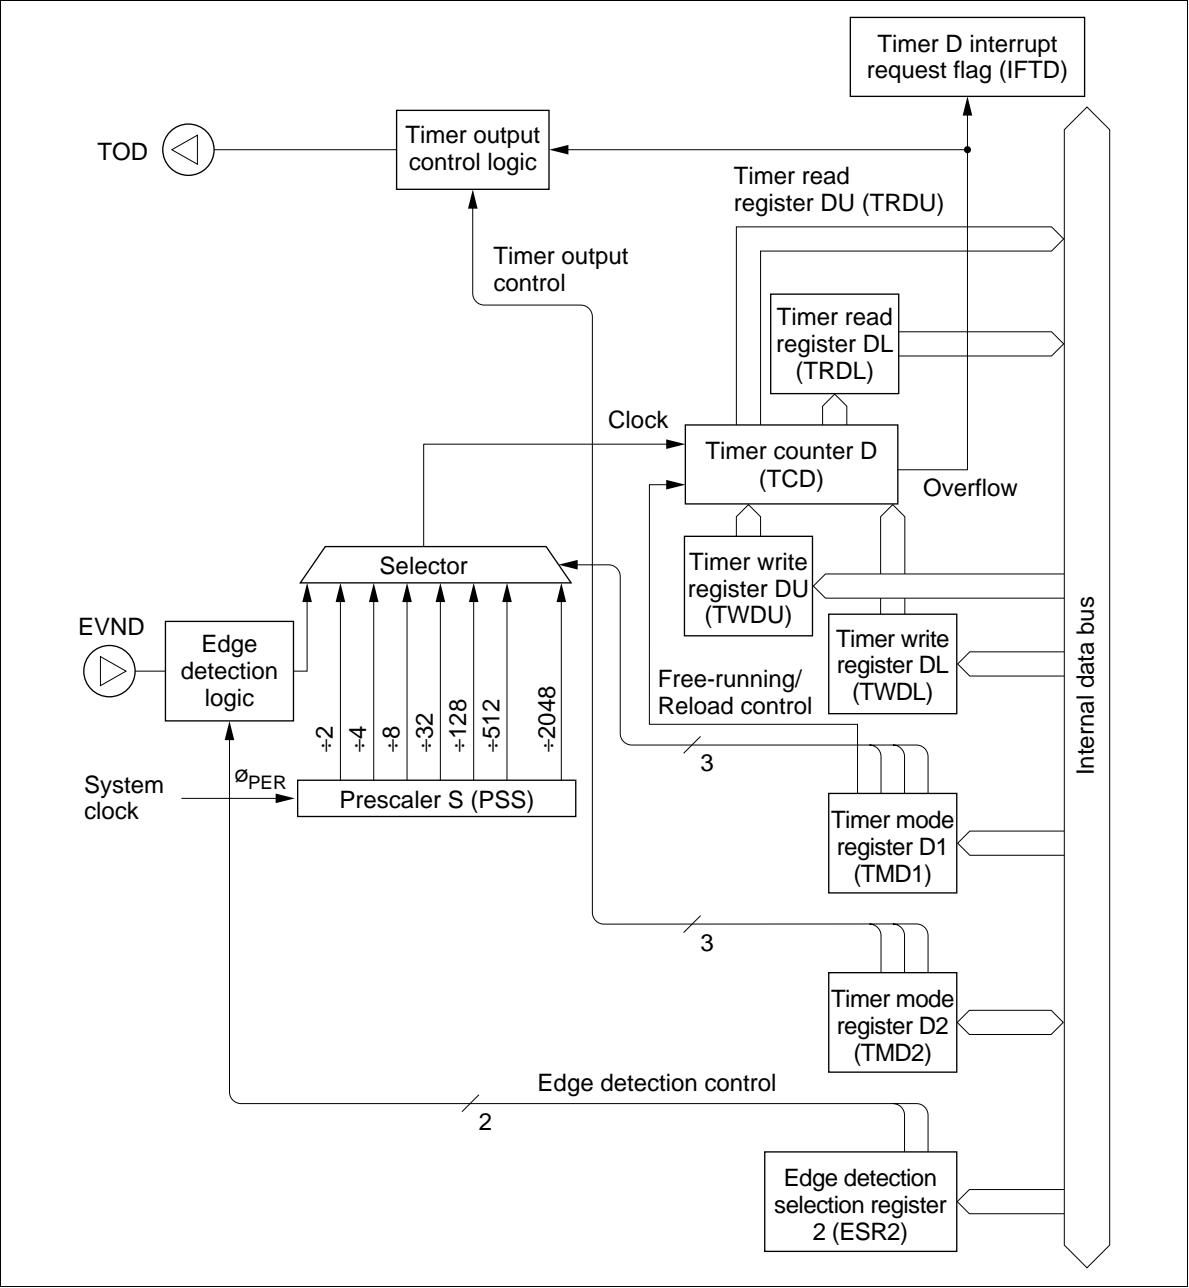 Timer D interrupt
request flag (IFTD)
TOD
Timer output
control logic
Timer read
register DU (TRDU)
Timer output
control
Timer read
register DL
(TRDL)
Clock
Timer counter D
(TCD)
Overflow
Selector
Timer write
register DU
(TWDU)
EVND
Edge
detection
logic
Timer write
register DL
(TWDL)
Internal data bus
Free-running/
Reload control
÷2
÷4
÷8
÷32
÷128
÷512
÷2048
3
System
clock
øPER
Prescaler S (PSS)
Timer mode
register D1
(TMD1)
3
Timer mode
register D2
(TMD2)
Edge detection control
2
Edge detection
selection register
2 (ESR2)